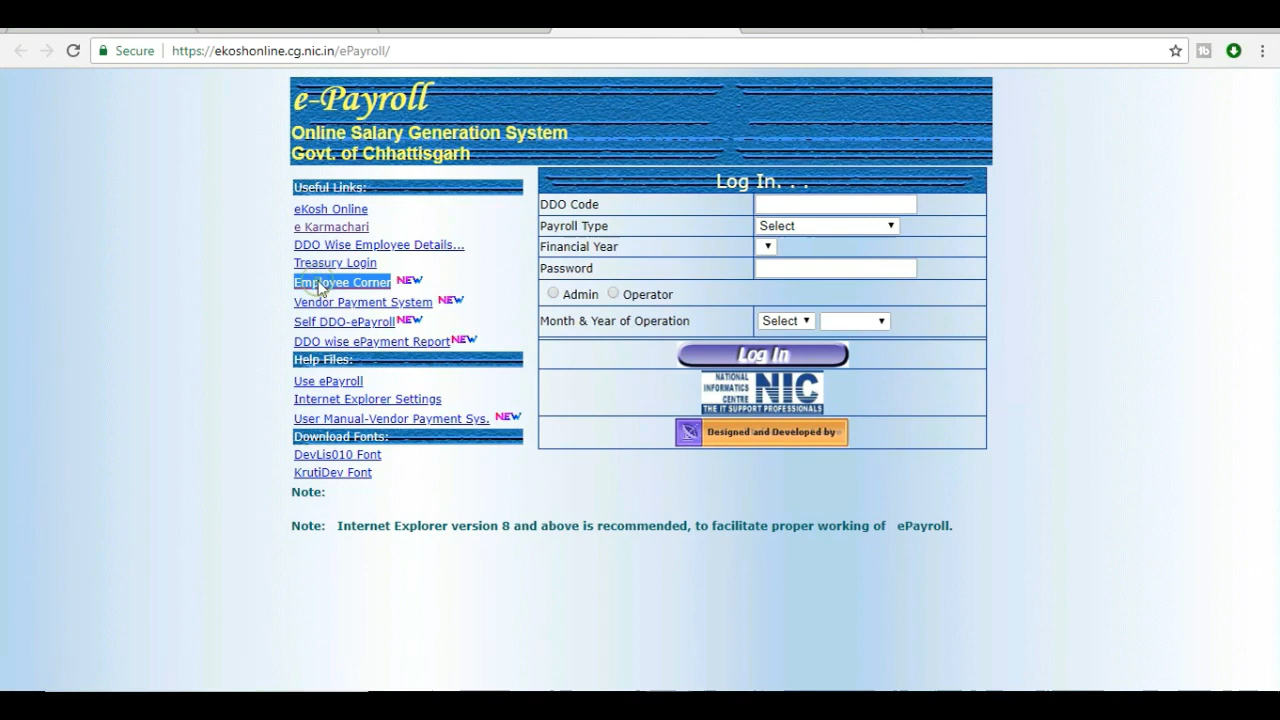 Secure https://ekoshonline.cg.nic.in/ePayroll/
e-Payroll
Online Salary Generation System
Govt. of Chhattisgarh
Useful Links:
eKosh Online
e Karmachari
DDO Wise Employee Details...
Treasury Login
Employee Corner NEW
Vendor Payment System NEW
Self DDO-ePayroll NEW
DDO wise ePayment Report NEW
Help Files:
Use ePayroll
Internet Explorer Settings
User Manual-Vendor Payment Sys. NEW
Download Fonts:
DevLis010 Font
KrutiDev Font
Log In. . .
DDO Code
Payroll Type Select
Financial Year
Password
Admin Operator
Month & Year of Operation Select
Log In
NATIONAL
INFORMATICS
CENTRE
NIC
THE IT SUPPORT PROFESSIONALS
Designed and Developed by
Note:
Note: Internet Explorer version 8 and above is recommended, to facilitate proper working of ePayroll.